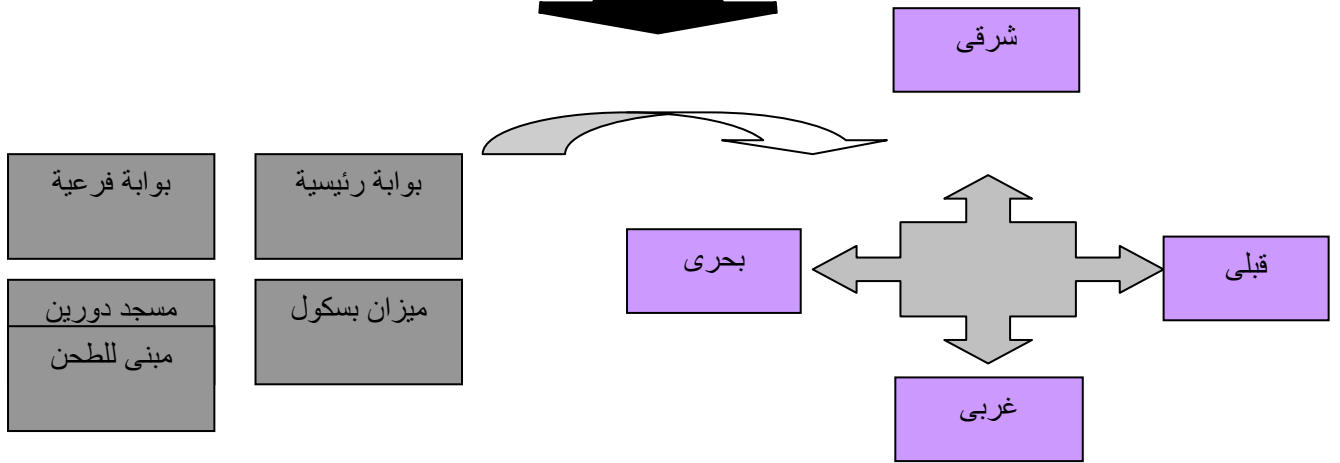 شرقى
بوابة رئيسية
بوابة فرعية
قبلى
بحرى
ميزان بسكول
مسجد دورين
مبنى للطحن
غربى